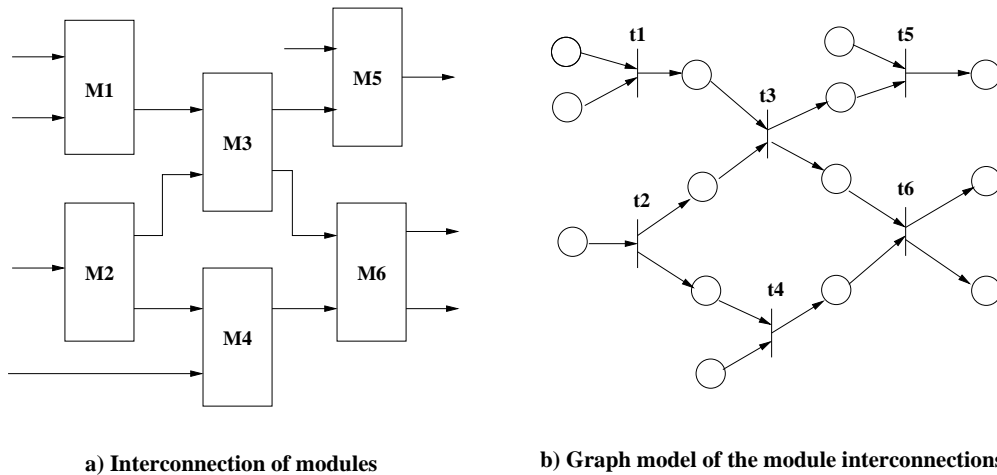 M1
M2
M3
M4
M5
M6
a) Interconnection of modules
t1
t2
t3
t4
t5
t6
b) Graph model of the module interconnections